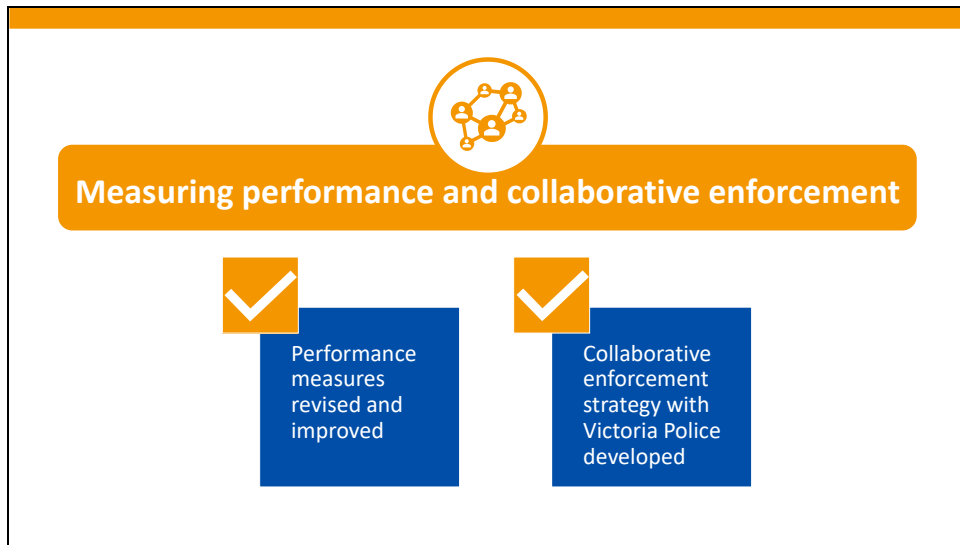 Measuring performance and collaborative enforcement
Performance
measures
revised and
improved
Collaborative
enforcement
strategy with
Victoria Police
developed